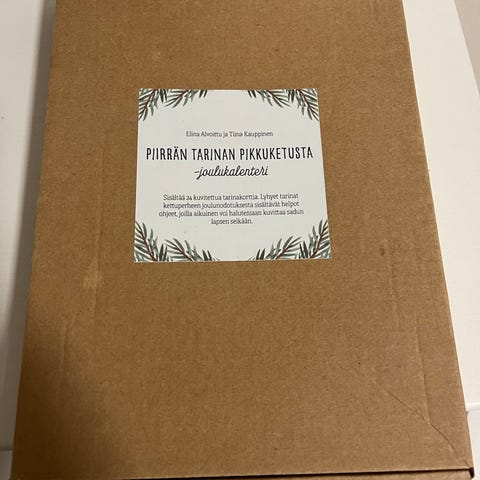 Elina Alvoittu ja Tiina Kauppinen
PIIRRÄN TARINAN PIKKUKETUSTA
-joulukalenteri
Sisältää 24 kuvitettua tarinakorttia. Lyhyet tarinat
kettuperheen joulunodotuksesta sisältävät helpot
ohjeet, joilla aikuinen voi halutessaan kuvittaa sadun
lapsen selkään.